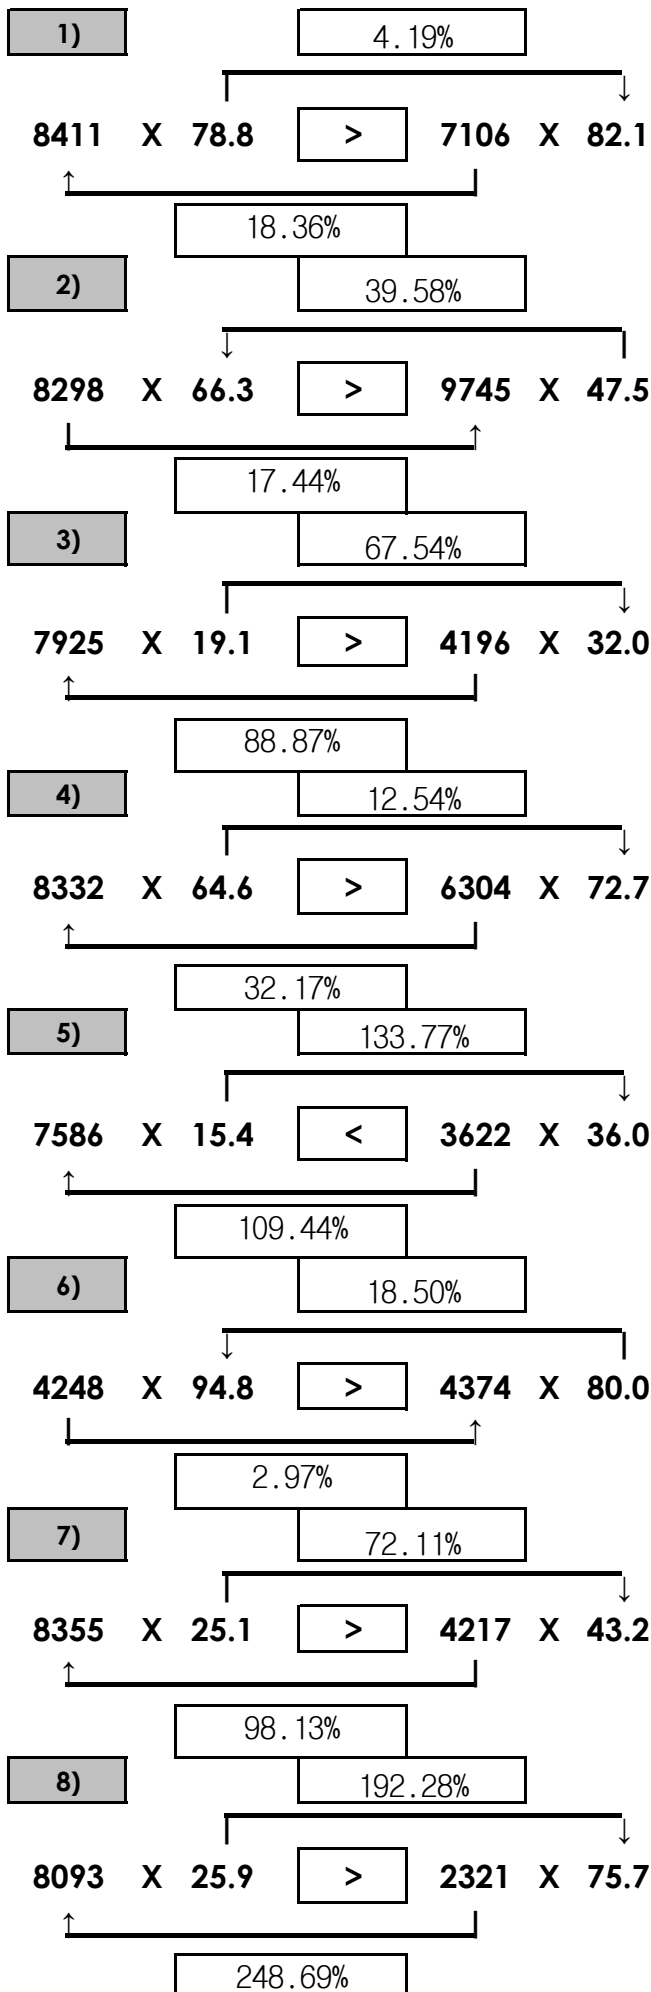 1) 4.19%
8411 X 78.8 > 7106 X 82.1
18.36%
2) 39.58%
8298 X 66.3 > 9745 X 47.5
17.44%
3) 67.54%
7925 X 19.1 > 4196 X 32.0
88.87%
4) 12.54%
8332 X 64.6 > 6304 X 72.7
32.17%
5) 133.77%
7586 X 15.4 < 3622 X 36.0
109.44%
6) 18.50%
4248 X 94.8 > 4374 X 80.0
2.97%
7) 72.11%
8355 X 25.1 > 4217 X 43.2
98.13%
8) 192.28%
8093 X 25.9 > 2321 X 75.7
248.69%